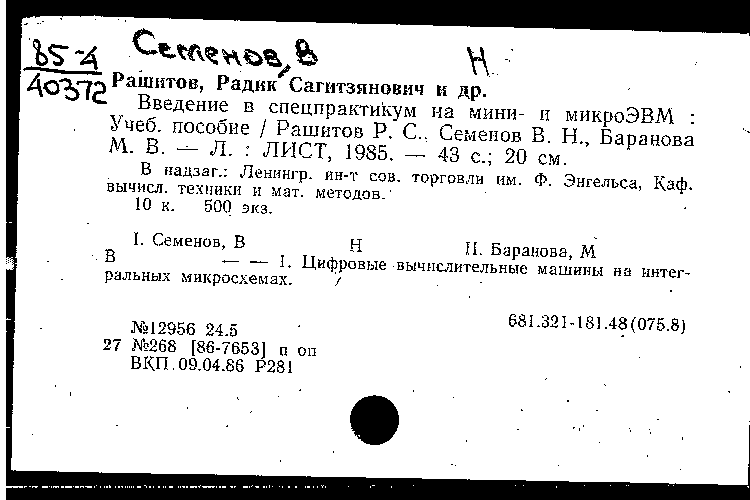 Семенов, В Н
85-4
40372
Рашитов, Радик Сагитзянович и др.
Введение в спецпрактикум на мини- и микроЭВМ :
Учеб. пособие / Рашитов Р. С., Семенов В. Н., Баранова
М. В. — Л. : ЛИСТ, 1985. — 43 с.; 20 см.
В надзаг.: Ленингр. ин-т сов. торговли им. Ф. Энгельса, Каф.
вычисл. техники и мат. методов.
10 к. 500 экз.
I. Семенов, В Н II. Баранова, М
В — — 1. Цифровые вычислительные машины на интег-
ральных микросхемах.
681.321-181.48(075.8)
№12956 24.5
27 №268 [86-7653] п оп
ВКП 09.04.86 Р281